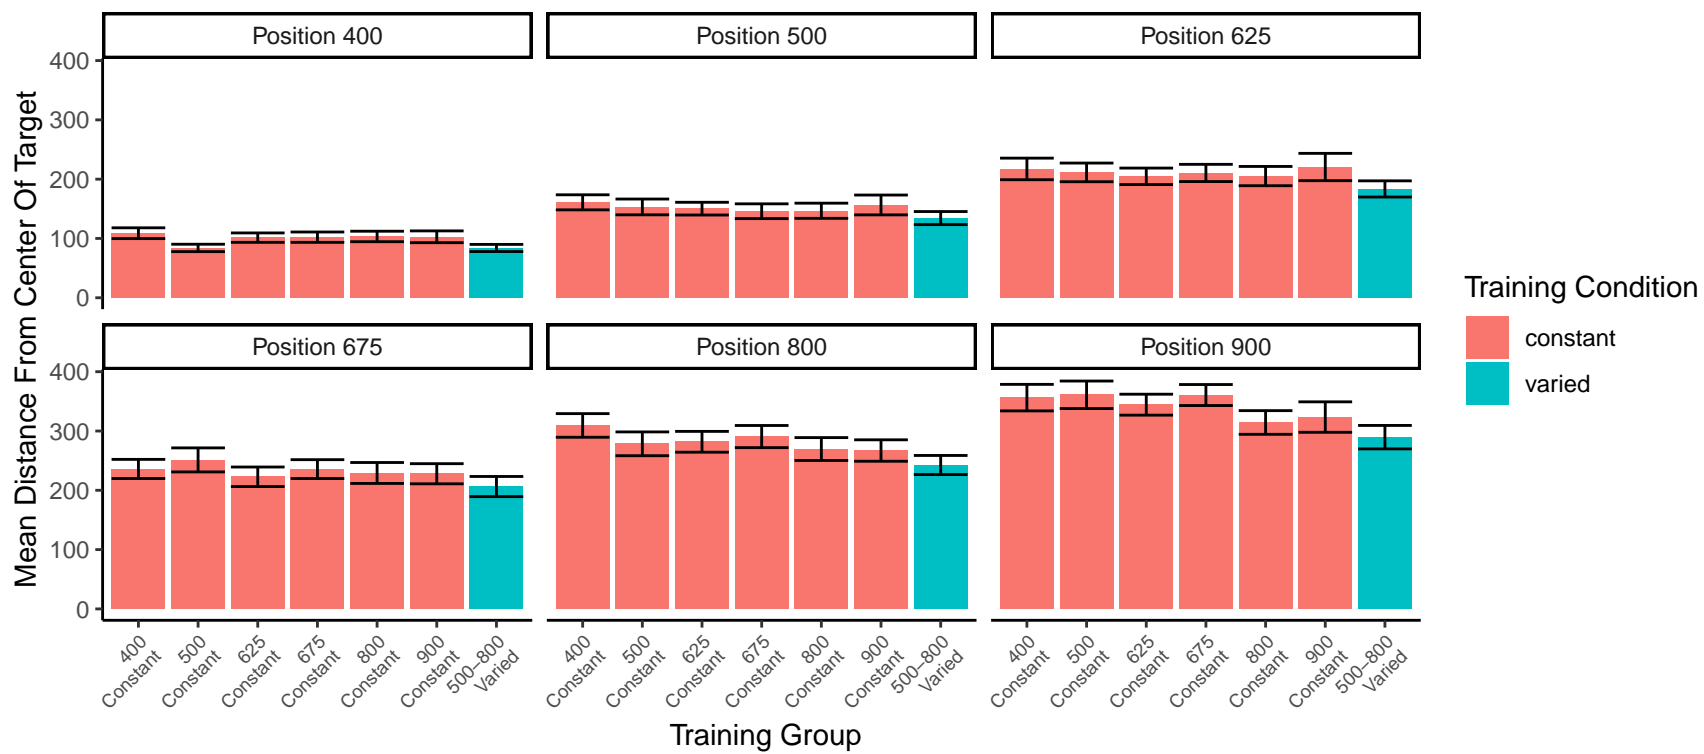 Position 400
Position 500
Position 625
400
300
200
100
0
Position 675
Position 800
Position 900
400
300
200
100
0
Mean Distance From Center Of Target
400
Constant
500
Constant
625
Constant
675
Constant
800
Constant
900
Constant
500–800
Varied
400
Constant
500
Constant
625
Constant
675
Constant
800
Constant
900
Constant
500–800
Varied
400
Constant
500
Constant
625
Constant
675
Constant
800
Constant
900
Constant
500–800
Varied
Training Group
Training Condition
constant
varied